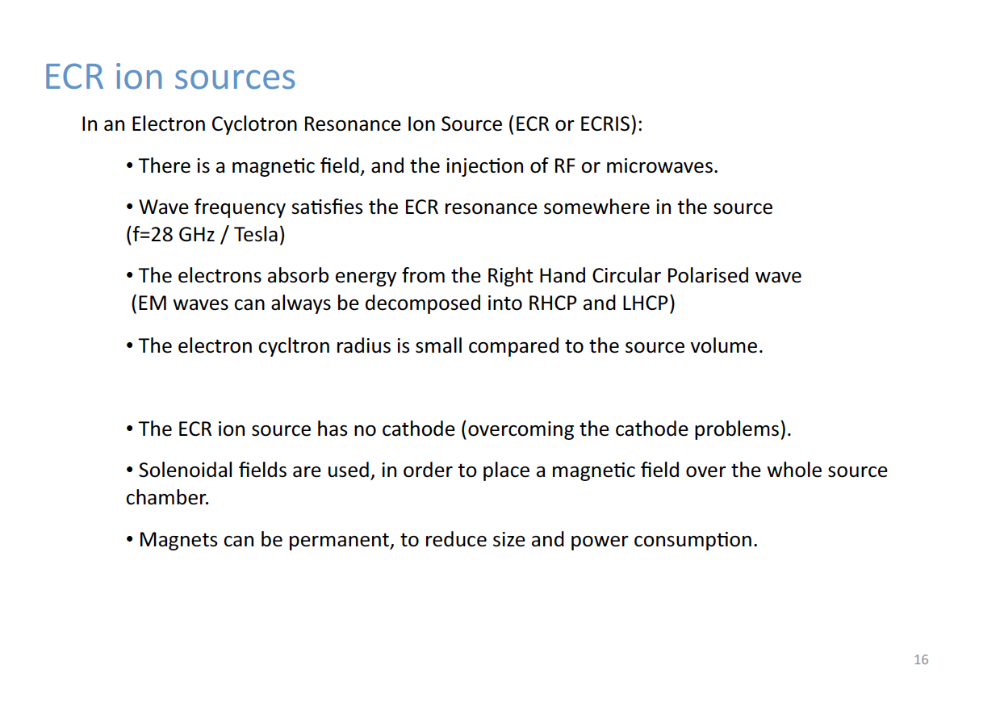 ECR ion sources
In an Electron Cyclotron Resonance Ion Source (ECR or ECRIS):
• There is a magnetic field, and the injection of RF or microwaves.
• Wave frequency satisfies the ECR resonance somewhere in the source
(f=28 GHz / Tesla)
• The electrons absorb energy from the Right Hand Circular Polarised wave
(EM waves can always be decomposed into RHCP and LHCP)
• The electron cycltron radius is small compared to the source volume.
• The ECR ion source has no cathode (overcoming the cathode problems).
• Solenoidal fields are used, in order to place a magnetic field over the whole source
chamber.
• Magnets can be permanent, to reduce size and power consumption.
16